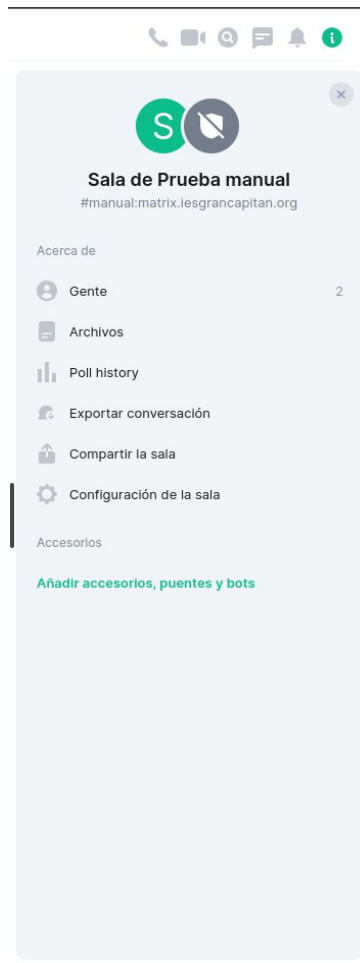 S
Sala de Prueba manual
#manual:matrix.iesgrancapitan.org
Acerca de
Gente 2
Archivos
Poll history
Exportar conversación
Compartir la sala
Configuración de la sala
Accesorios
Añadir accesorios, puentes y bots